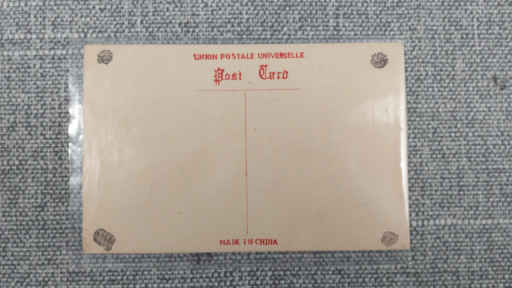 UNION POSTALE UNIVERSELLE
Post Card
MADE IN CHINA